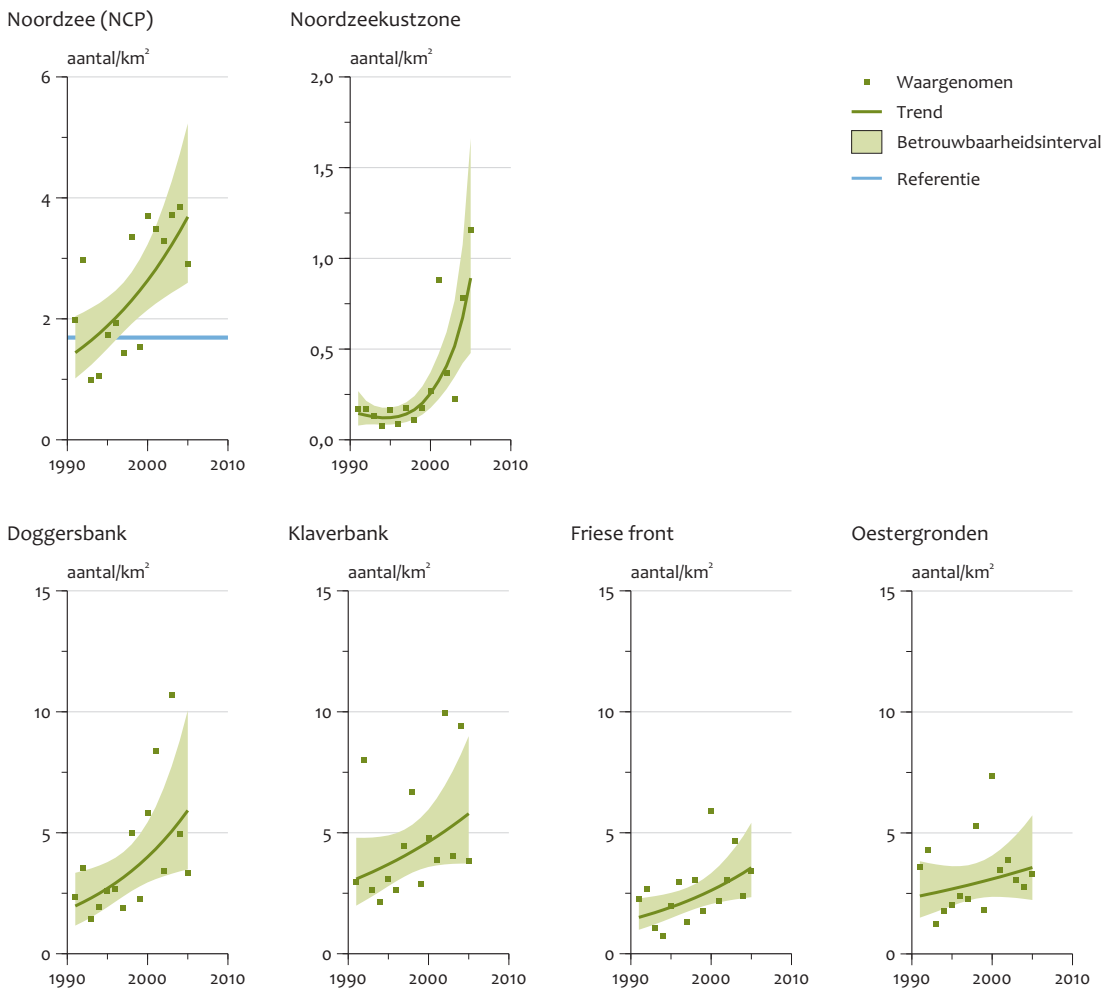 Noordzee (NCP)
aantal/km²
6
4
2
0
1990 2000 2010
Noordzeekustzone
aantal/km²
2,0
1,5
1,0
0,5
0,0
1990 2000 2010
Waargenomen
Trend
Betrouwbaarheidsinterval
Referentie
Doggersbank
aantal/km²
15
10
5
0
1990 2000 2010
Klaverbank
aantal/km²
15
10
5
0
1990 2000 2010
Friese front
aantal/km²
15
10
5
0
1990 2000 2010
Oestergronden
aantal/km²
15
10
5
0
1990 2000 2010